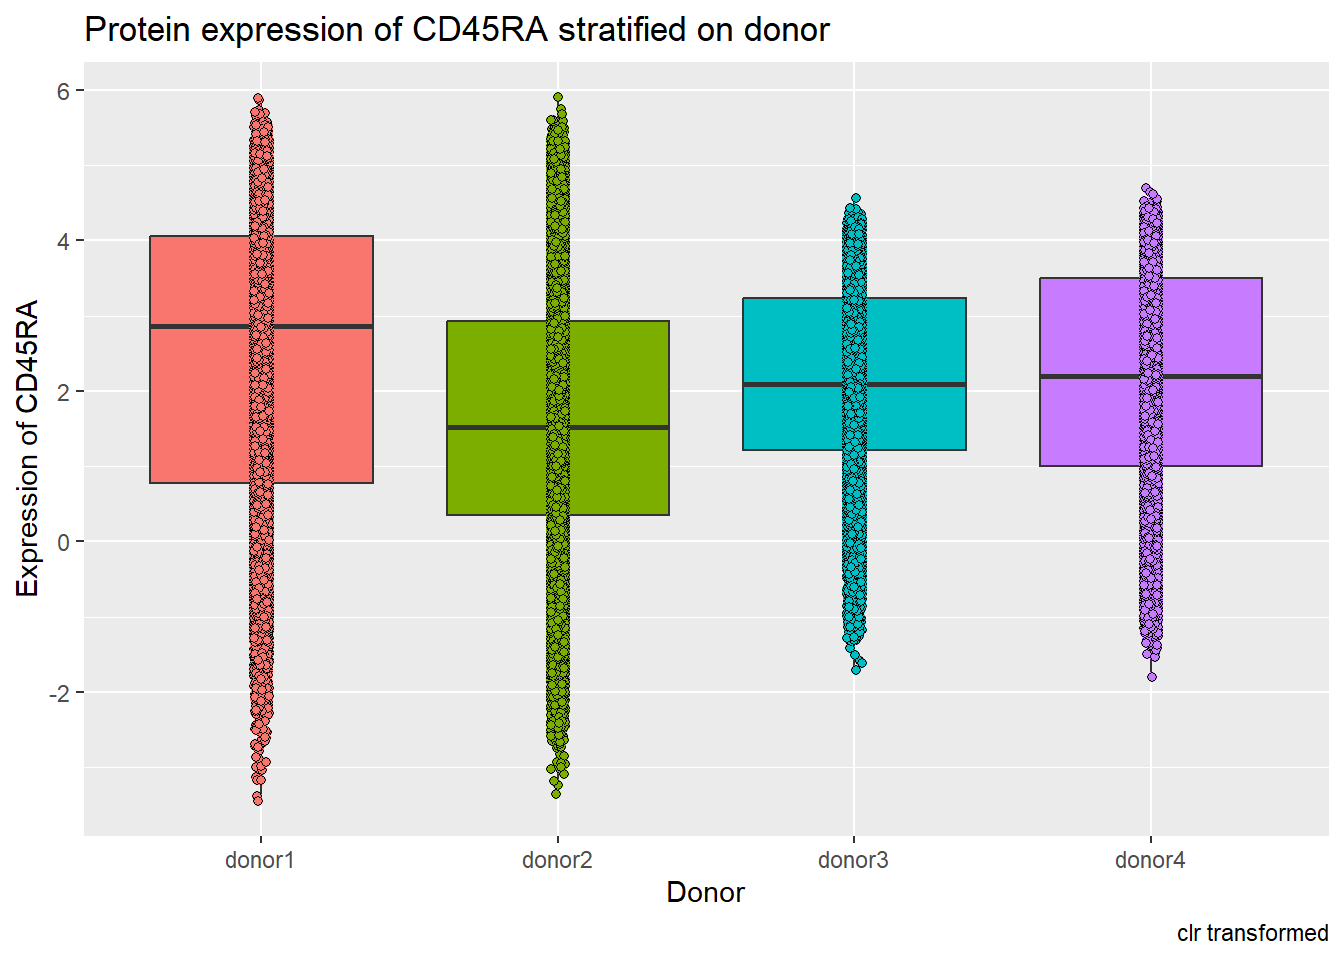 Protein expression of CD45RA stratified on donor
Expression of CD45RA
6
4
2
0
-2
donor1 donor2 donor3 donor4
Donor
clr transformed